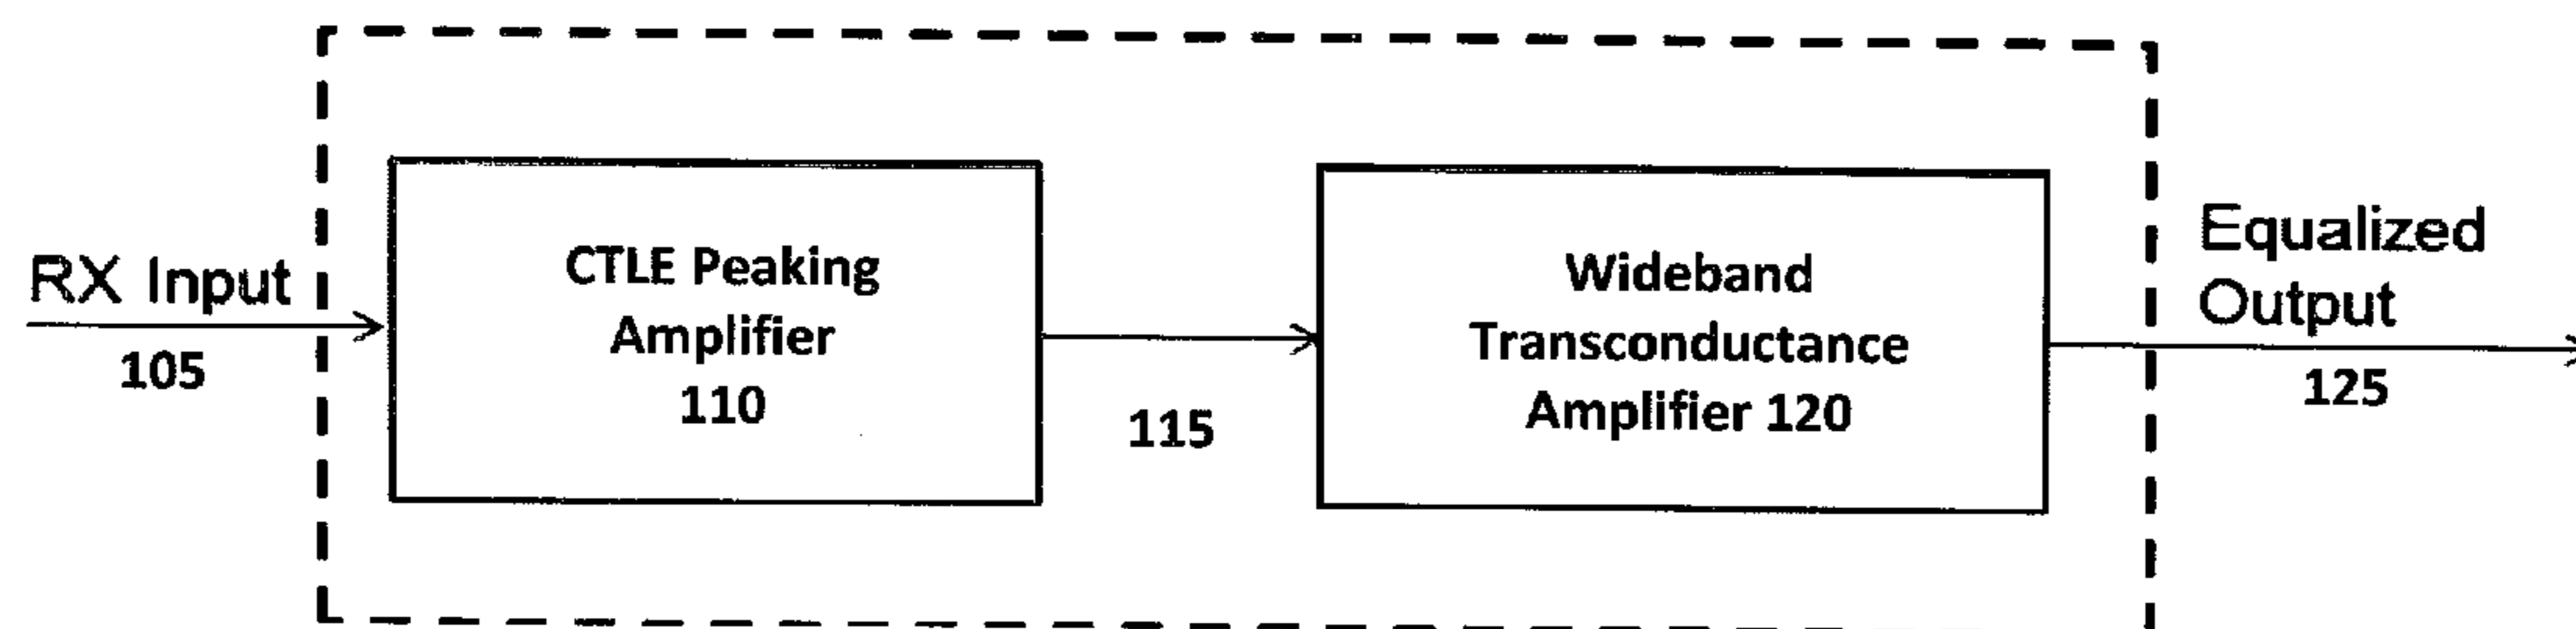 RX Input
105
CTLE Peaking
Amplifier
110
115
Wideband
Transconductance
Amplifier 120
Equalized
Output
125